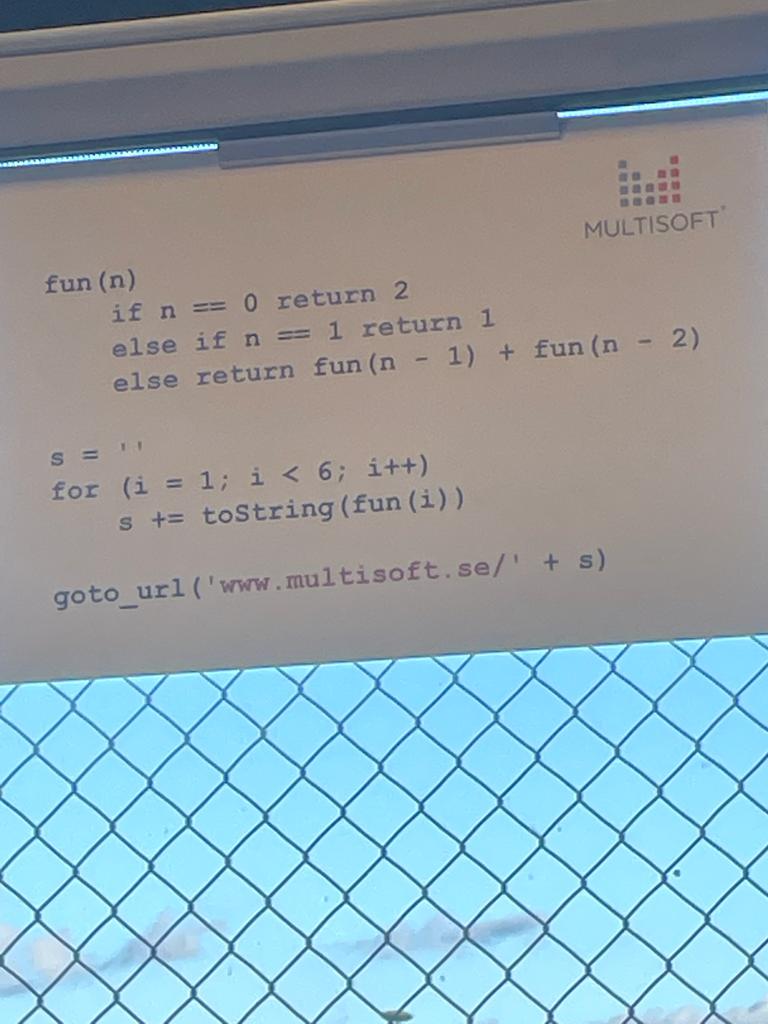 MULTISOFT
fun(n)
if n == 0 return 2
else if n == 1 return 1
else return fun(n - 1) + fun(n - 2)
s = ''
for (i = 1; i < 6; i++)
s += toString(fun(i))
goto_url('www.multisoft.se/' + s)